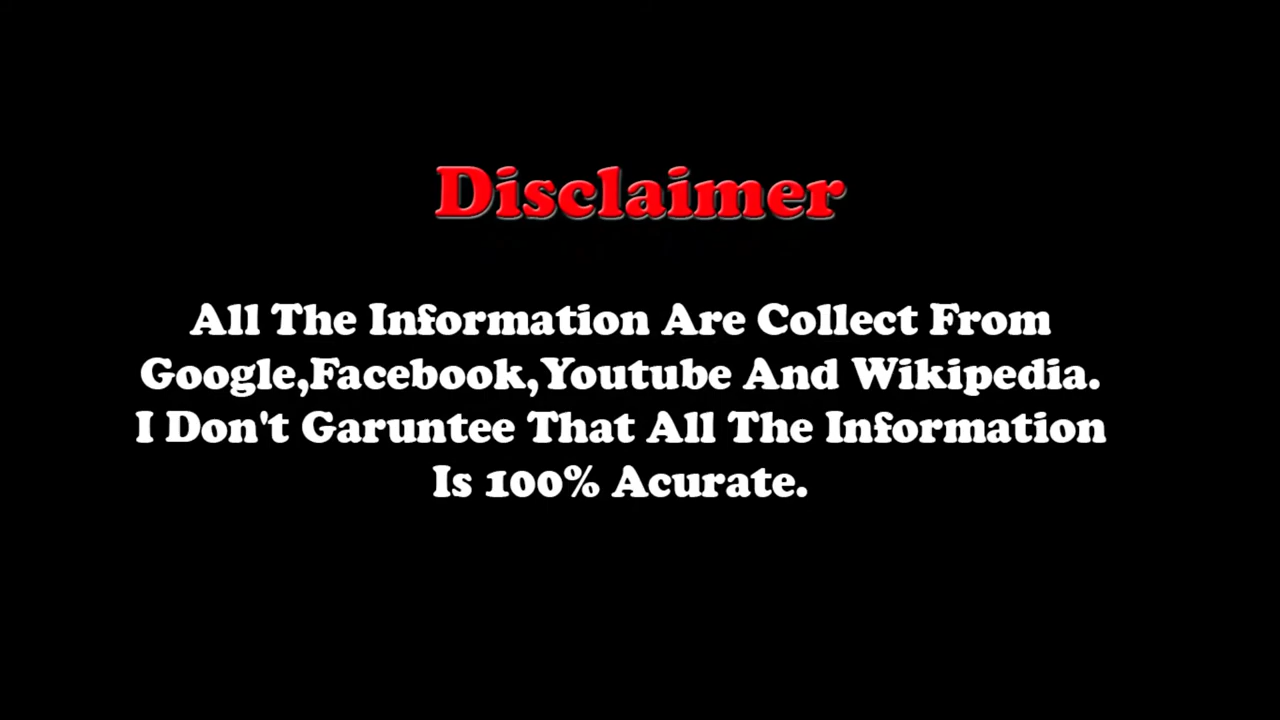 Disclaimer
All The Information Are Collect From
Google,Facebook,Youtube And Wikipedia.
I Don't Garuntee That All The Information
Is 100% Acurate.